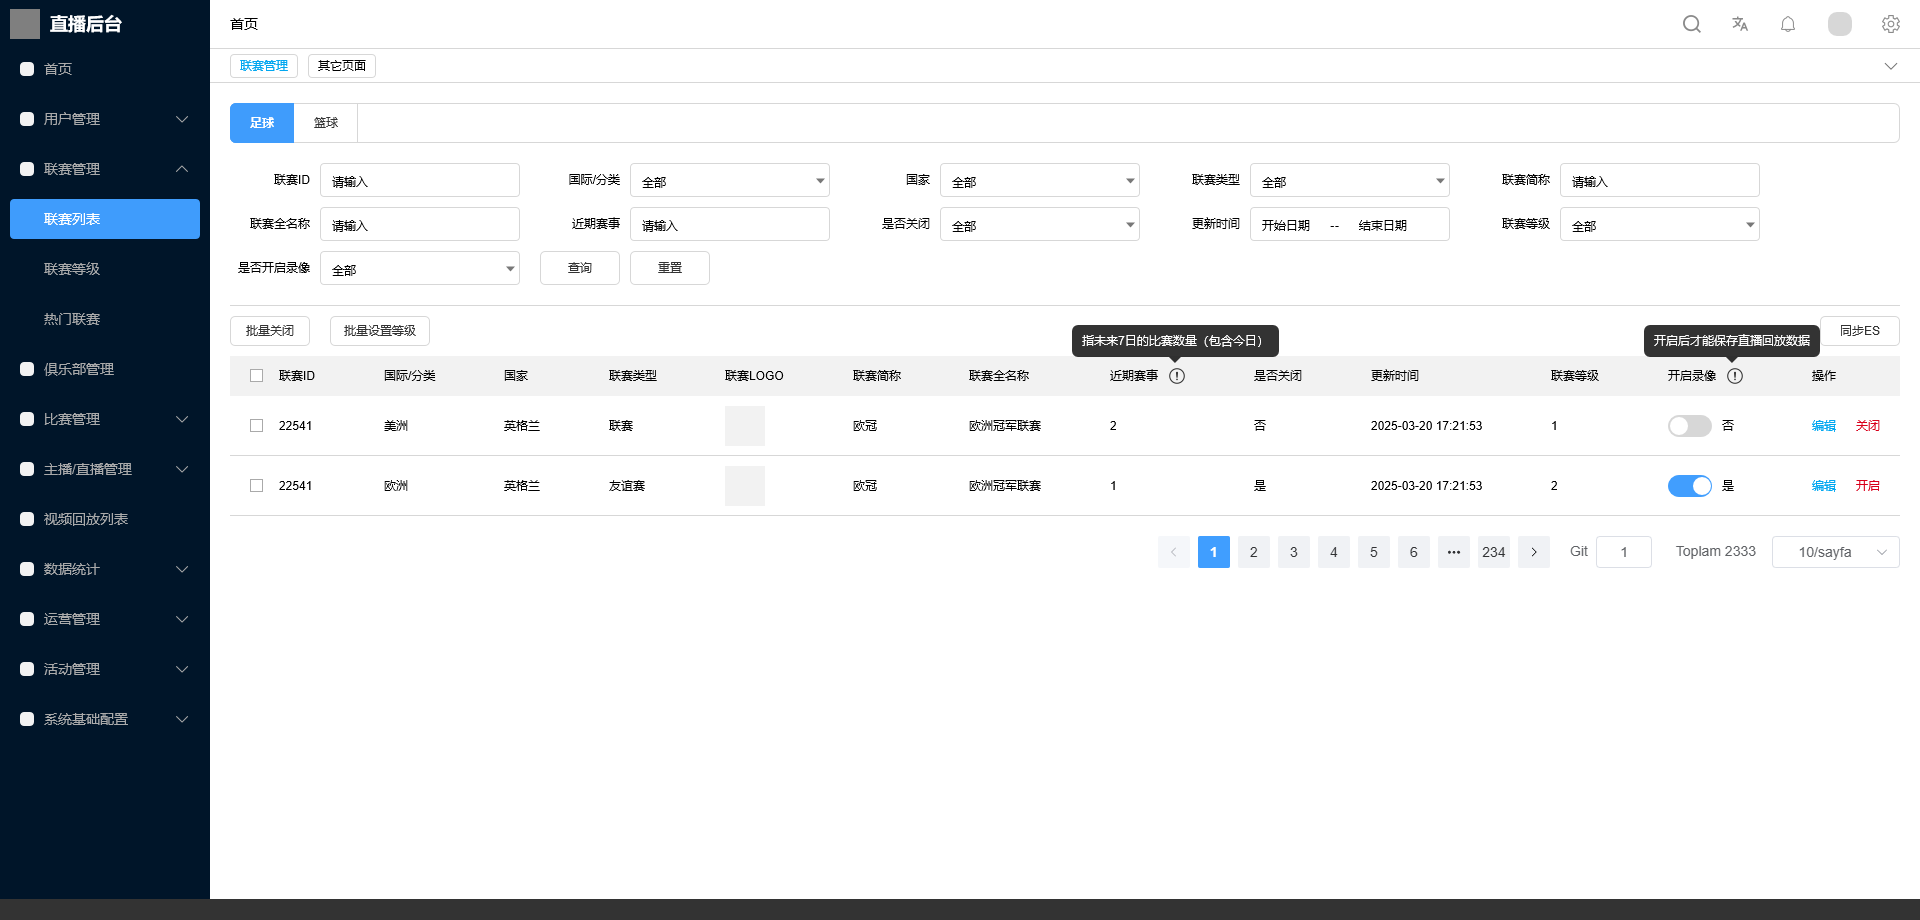 直播后台
首页
首页
用户管理
联赛管理
联赛列表
联赛等级
热门联赛
俱乐部管理
比赛管理
主播/直播管理
视频回放列表
数据统计
运营管理
活动管理
系统基础配置
联赛管理 其它页面
足球 篮球
联赛ID 请输入 国际/分类 全部 国家 全部 联赛类型 全部 联赛简称 请输入
联赛全名称 请输入 近期赛事 请输入 是否关闭 全部 更新时间 开始日期 -- 结束日期 联赛等级 全部
是否开启录像 全部 查询 重置
批量关闭 批量设置等级 同步ES
指未来7日的比赛数量（包含今日） 开启后才能保存直播回放数据
联赛ID 国际/分类 国家 联赛类型 联赛LOGO 联赛简称 联赛全名称 近期赛事 是否关闭 更新时间 联赛等级 开启录像 操作
22541 美洲 英格兰 联赛 欧冠 欧洲冠军联赛 2 否 2025-03-20 17:21:53 1 否 编辑 关闭
22541 欧洲 英格兰 友谊赛 欧冠 欧洲冠军联赛 1 是 2025-03-20 17:21:53 2 是 编辑 开启
1 2 3 4 5 6 ••• 234 Git 1 Toplam 2333 10/sayfa